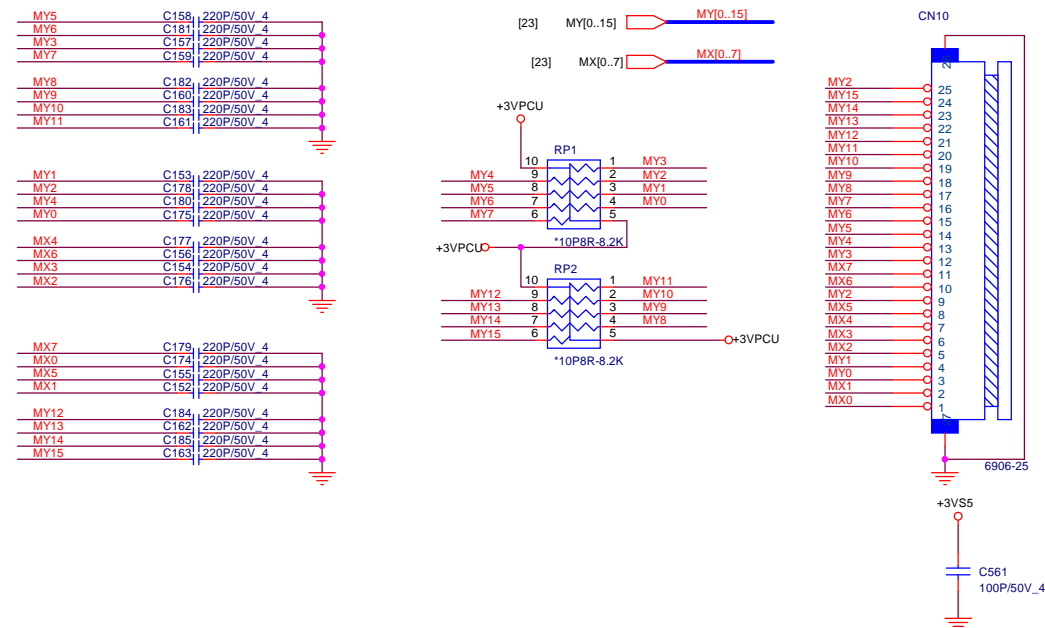 MY5 C158 220P/50V_4
MY6 C181 220P/50V_4
MY3 C157 220P/50V_4
MY7 C159 220P/50V_4
MY8 C182 220P/50V_4
MY9 C160 220P/50V_4
MY10 C183 220P/50V_4
MY11 C161 220P/50V_4
MY1 C153 220P/50V_4
MY2 C178 220P/50V_4
MY4 C180 220P/50V_4
MY0 C175 220P/50V_4
MX4 C177 220P/50V_4
MX6 C156 220P/50V_4
MX3 C154 220P/50V_4
MX2 C176 220P/50V_4
MX7 C179 220P/50V_4
MX0 C174 220P/50V_4
MX5 C155 220P/50V_4
MX1 C152 220P/50V_4
MY12 C184 220P/50V_4
MY13 C162 220P/50V_4
MY14 C185 220P/50V_4
MY15 C163 220P/50V_4
[23] MY[0..15] MY[0..15]
[23] MX[0..7] MX[0..7]
+3VPCU
RP1
10 1 MY3
MY4 9 2 MY2
MY5 8 3 MY1
MY6 7 4 MY0
MY7 6 5
*10P8R-8.2K
+3VPCU
RP2
10 1 MY11
MY12 9 2 MY10
MY13 8 3 MY9
MY14 7 4 MY8
MY15 6 5 +3VPCU
*10P8R-8.2K
CN10
MY2 25
MY15 24
MY14 23
MY13 22
MY12 21
MY11 20
MY10 19
MY9 18
MY8 17
MY7 16
MY6 15
MY5 14
MY4 13
MY3 12
MX7 11
MX6 10
MY2 9
MX5 8
MX4 7
MX3 6
MX2 5
MY1 4
MY0 3
MX1 2
MX0 1
6906-25
+3VS5
C561
100P/50V_4